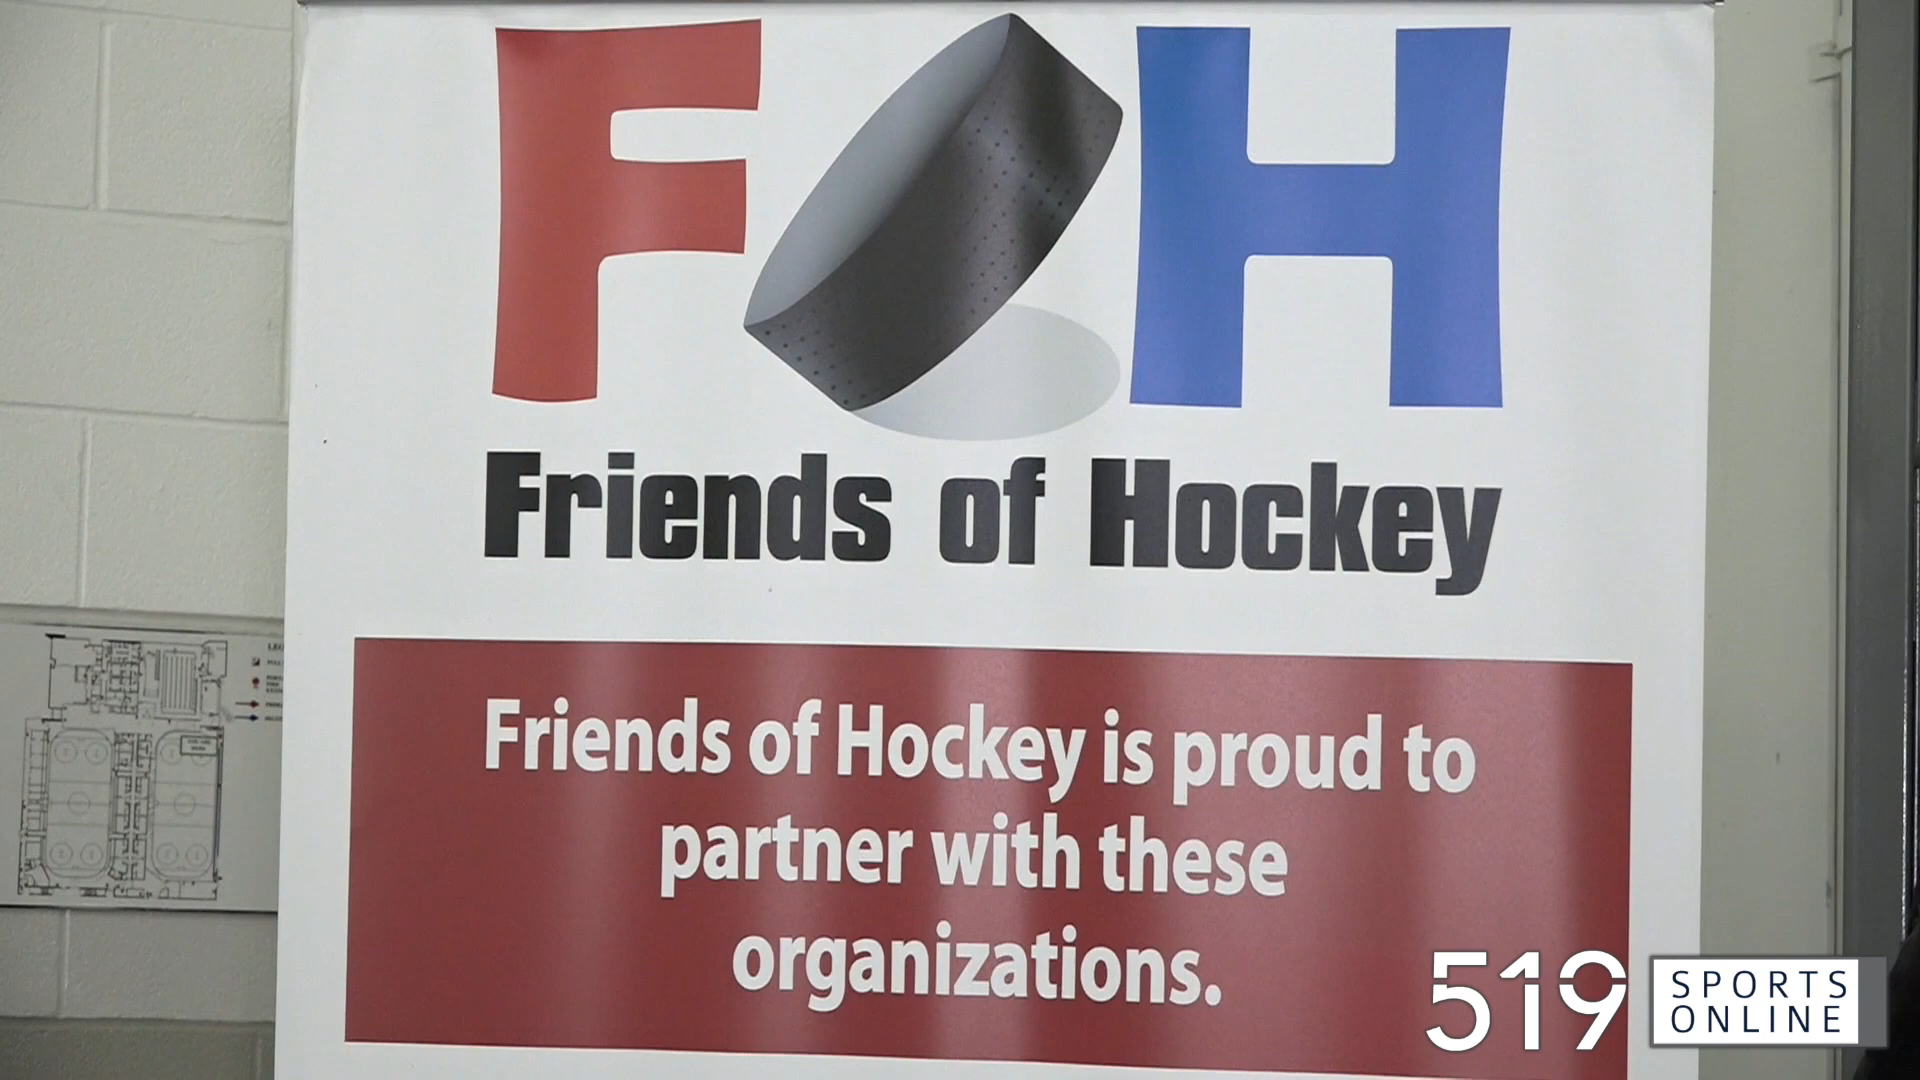 F H
Friends of Hockey
Friends of Hockey is proud to
partner with these
organizations.
519 SPORTS
ONLINE